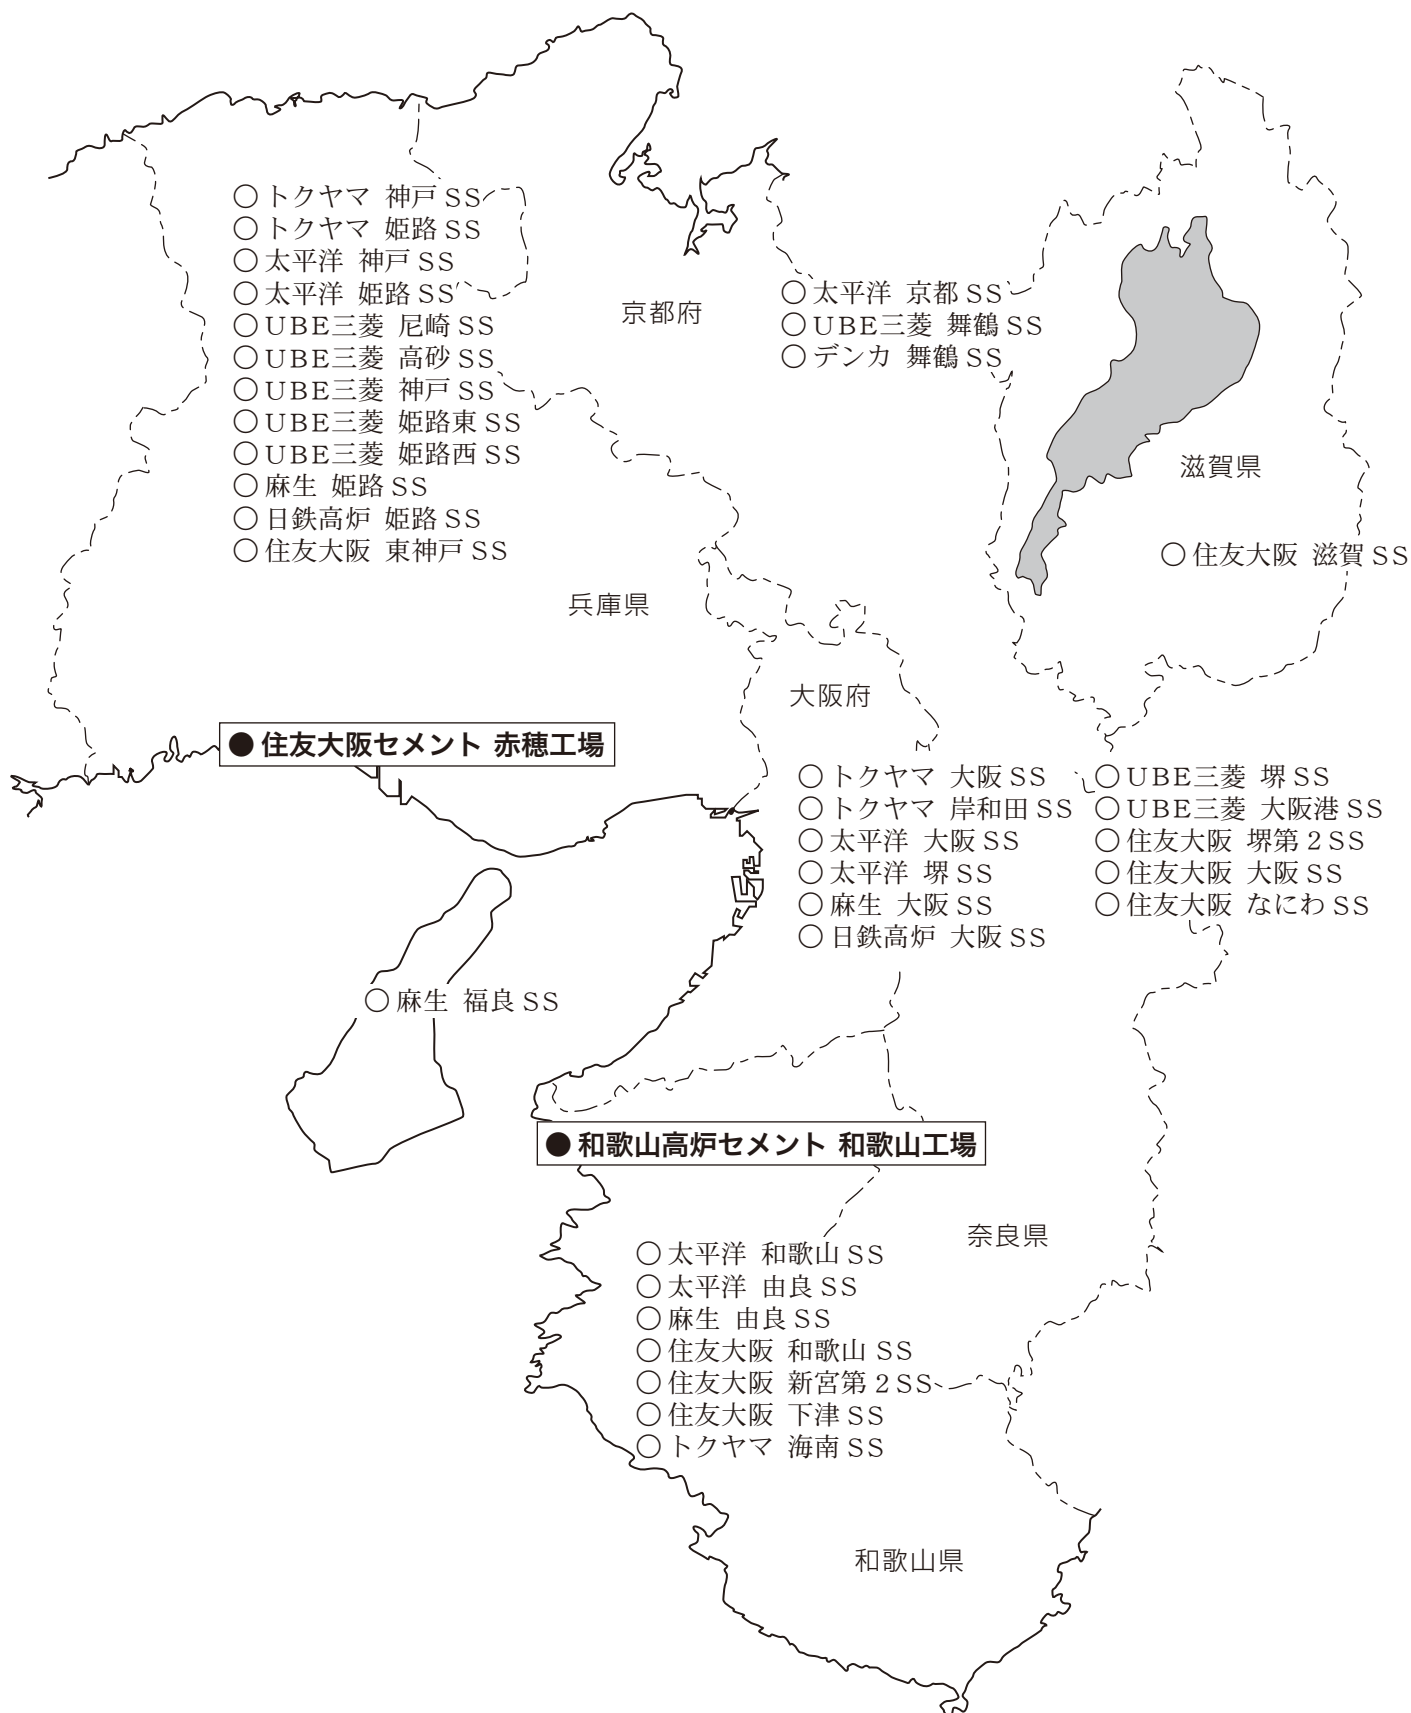 ○トクヤマ 神戸SS
○トクヤマ 姫路SS
○太平洋 神戸SS
○太平洋 姫路SS
○UBE三菱 尼崎SS
○UBE三菱 高砂SS
○UBE三菱 神戸SS
○UBE三菱 姫路東SS
○UBE三菱 姫路西SS
○麻生 姫路SS
○日鉄高炉 姫路SS
○住友大阪 東神戸SS
京都府
○太平洋 京都SS
○UBE三菱 舞鶴SS
○デンカ 舞鶴SS
滋賀県
○住友大阪 滋賀SS
兵庫県
大阪府
●住友大阪セメント 赤穂工場
○トクヤマ 大阪SS
○トクヤマ 岸和田SS
○太平洋 大阪SS
○太平洋 堺SS
○麻生 大阪SS
○日鉄高炉 大阪SS
○UBE三菱 堺SS
○UBE三菱 大阪港SS
○住友大阪 堺第2SS
○住友大阪 大阪SS
○住友大阪 なにわSS
○麻生 福良SS
●和歌山高炉セメント 和歌山工場
奈良県
○太平洋 和歌山SS
○太平洋 由良SS
○麻生 由良SS
○住友大阪 和歌山SS
○住友大阪 新宮第2SS
○住友大阪 下津SS
○トクヤマ 海南SS
和歌山県